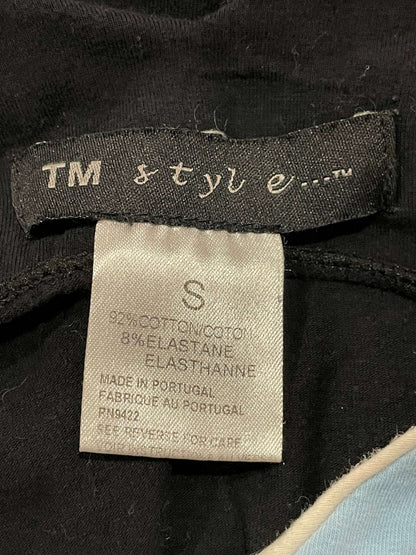 TM style...™
S
92%COTTON/COTON
8%ELASTANE
ELASTHANNE
MADE IN PORTUGAL
FABRIQUE AU PORTUGAL
RN9422
SEE REVERSE FOR CARE